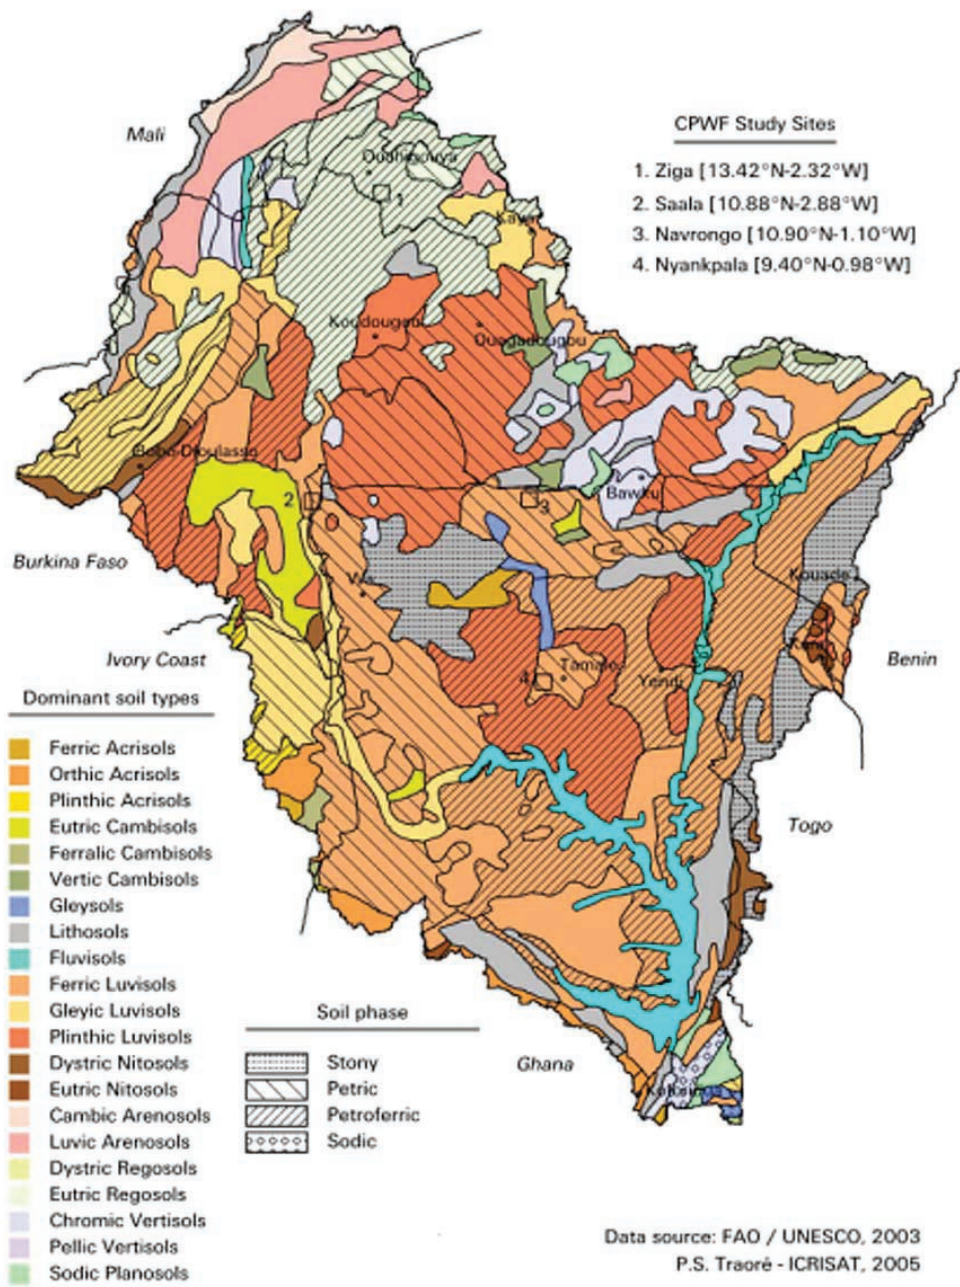 Mali
CPWF Study Sites
1. Ziga [13.42°N-2.32°W]
2. Saala [10.88°N-2.88°W]
3. Navrongo [10.90°N-1.10°W]
4. Nyankpala [9.40°N-0.98°W]
Ouahigouya
1
Kaya
Koudougou
Ouagadougou
Bobo-Dioulasso
2
3
Bawku
Burkina Faso
Wa
Kouande
Ivory Coast
4
Tamale
Yendi
Benin
Togo
Ghana
Dominant soil types
Ferric Acrisols
Orthic Acrisols
Plinthic Acrisols
Eutric Cambisols
Ferralic Cambisols
Vertic Cambisols
Gleysols
Lithosols
Fluvisols
Ferric Luvisols
Gleyic Luvisols
Plinthic Luvisols
Dystric Nitosols
Eutric Nitosols
Cambic Arenosols
Luvic Arenosols
Dystric Regosols
Eutric Regosols
Chromic Vertisols
Pellic Vertisols
Sodic Planosols
Soil phase
Stony
Petric
Petroferric
Sodic
Data source: FAO / UNESCO, 2003
P.S. Traoré - ICRISAT, 2005